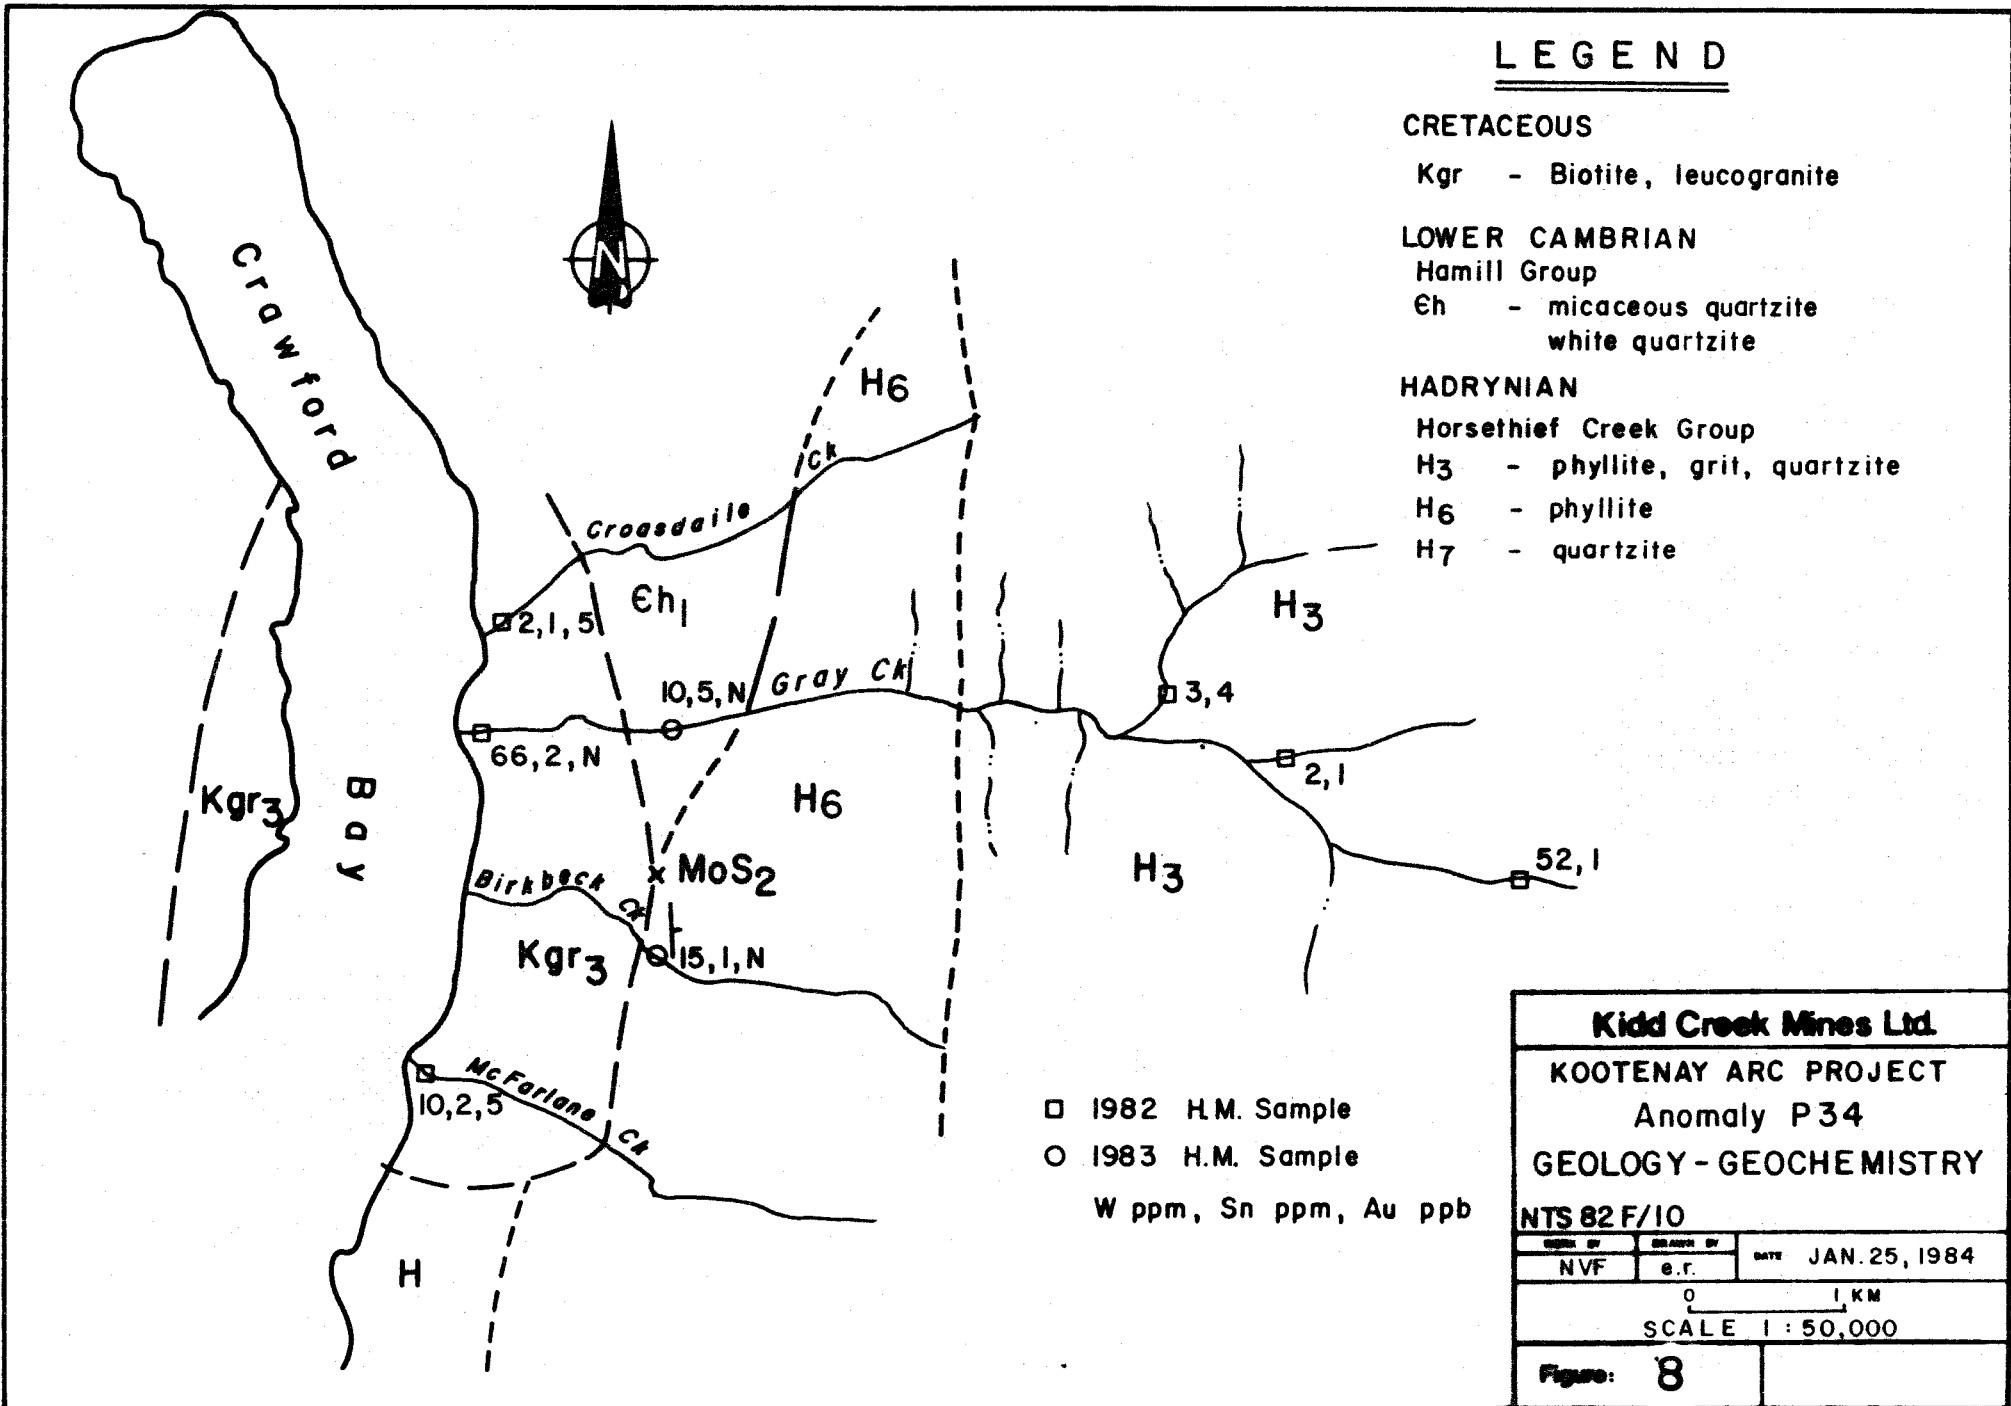 LEGEND
CRETACEOUS
Kgr - Biotite, leucogranite
LOWER CAMBRIAN
Hamill Group
Єh - micaceous quartzite
white quartzite
HADRYNIAN
Horsethief Creek Group
H3 - phyllite, grit, quartzite
H6 - phyllite
H7 - quartzite
N
Crawford
Bay
H6
Croasdaile Ck
Єh1
2,1,5
H3
10,5,N
Gray Ck
3,4
66,2,N
2,1
Kgr3
H6
MoS2
52,1
H3
Birkbeck Ck
Kgr3
15,1,N
McFarlane Ck
10,2,5
H
1982 H.M. Sample
1983 H.M. Sample
W ppm, Sn ppm, Au ppb
Kidd Creek Mines Ltd.
KOOTENAY ARC PROJECT
Anomaly P34
GEOLOGY-GEOCHEMISTRY
NTS 82 F/10
WORK BY
NVF
DRAWN BY
e.r.
DATE JAN. 25, 1984
0 1 KM
SCALE 1 : 50,000
Figure: 8